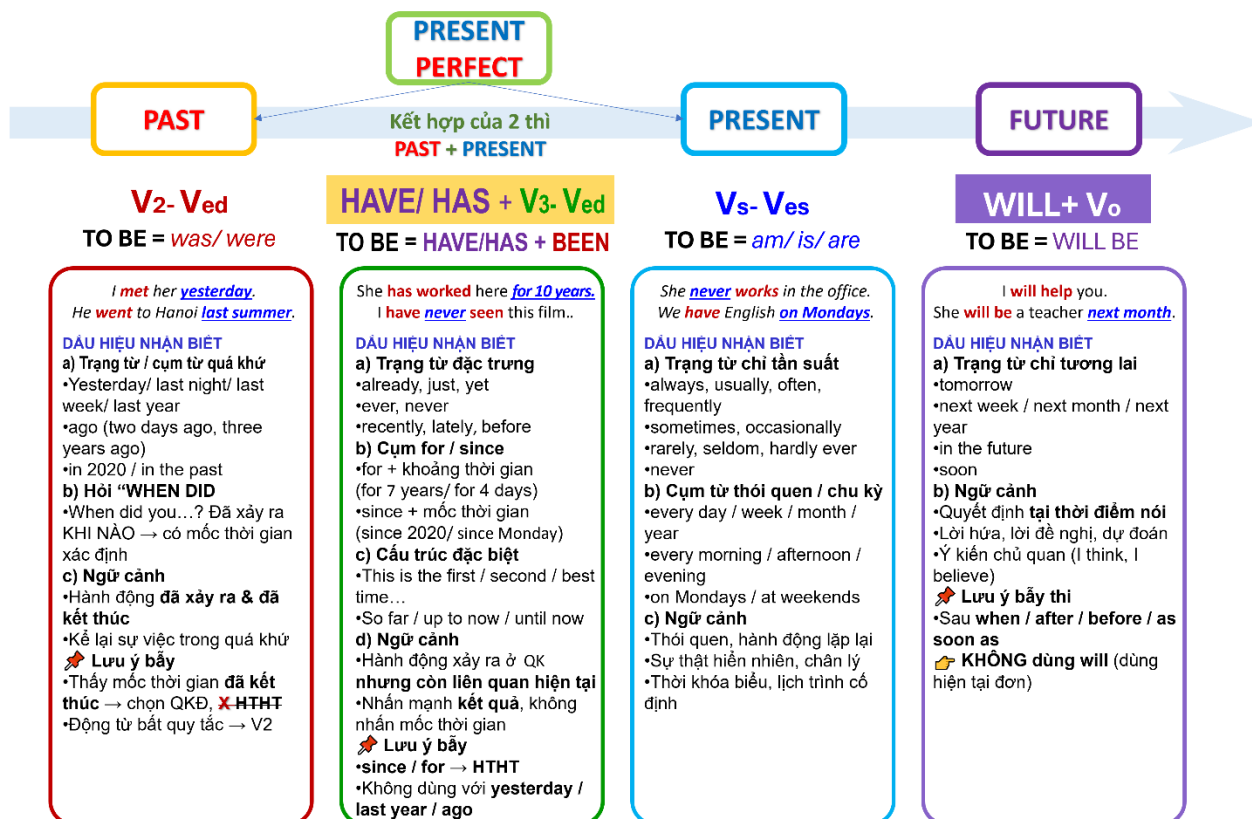 PRESENT
PERFECT
PAST
Kết hợp của 2 thì
PAST + PRESENT
PRESENT
FUTURE
V2- Ved
TO BE = was/ were
I met her yesterday.
He went to Hanoi last summer.
DẤU HIỆU NHẬN BIẾT
a) Trạng từ / cụm từ quá khứ
•Yesterday/ last night/ last
week/ last year
•ago (two days ago, three
years ago)
•in 2020 / in the past
b) Hỏi “WHEN DID
•When did you…? Đã xảy ra
KHI NÀO → có mốc thời gian
xác định
c) Ngữ cảnh
•Hành động đã xảy ra & đã
kết thúc
•Kể lại sự việc trong quá khứ
📌 Lưu ý bẫy
•Thấy mốc thời gian đã kết
thúc → chọn QKĐ, X HTHT
•Động từ bất quy tắc → V2
HAVE/ HAS + V3- Ved
TO BE = HAVE/HAS + BEEN
She has worked here for 10 years.
I have never seen this film..
DẤU HIỆU NHẬN BIẾT
a) Trạng từ đặc trưng
•already, just, yet
•ever, never
•recently, lately, before
b) Cụm for / since
•for + khoảng thời gian
(for 7 years/ for 4 days)
•since + mốc thời gian
(since 2020/ since Monday)
c) Cấu trúc đặc biệt
•This is the first / second / best
time…
•So far / up to now / until now
d) Ngữ cảnh
•Hành động xảy ra ở QK
nhưng còn liên quan hiện tại
•Nhấn mạnh kết quả, không
nhấn mốc thời gian
📌 Lưu ý bẫy
•since / for → HTHT
•Không dùng với yesterday /
last year / ago
Vs- Ves
TO BE = am/ is/ are
She never works in the office.
We have English on Mondays.
DẤU HIỆU NHẬN BIẾT
a) Trạng từ chỉ tần suất
•always, usually, often,
frequently
•sometimes, occasionally
•rarely, seldom, hardly ever
•never
b) Cụm từ thói quen / chu kỳ
•every day / week / month /
year
•every morning / afternoon /
evening
•on Mondays / at weekends
c) Ngữ cảnh
•Thói quen, hành động lặp lại
•Sự thật hiển nhiên, chân lý
•Thời khóa biểu, lịch trình cố
định
WILL+ Vo
TO BE = WILL BE
I will help you.
She will be a teacher next month.
DẤU HIỆU NHẬN BIẾT
a) Trạng từ chỉ tương lai
•tomorrow
•next week / next month / next
year
•in the future
•soon
b) Ngữ cảnh
•Quyết định tại thời điểm nói
•Lời hứa, lời đề nghị, dự đoán
•Ý kiến chủ quan (I think, I
believe)
📌 Lưu ý bẫy thi
•Sau when / after / before / as
soon as
👉 KHÔNG dùng will (dùng
hiện tại đơn)